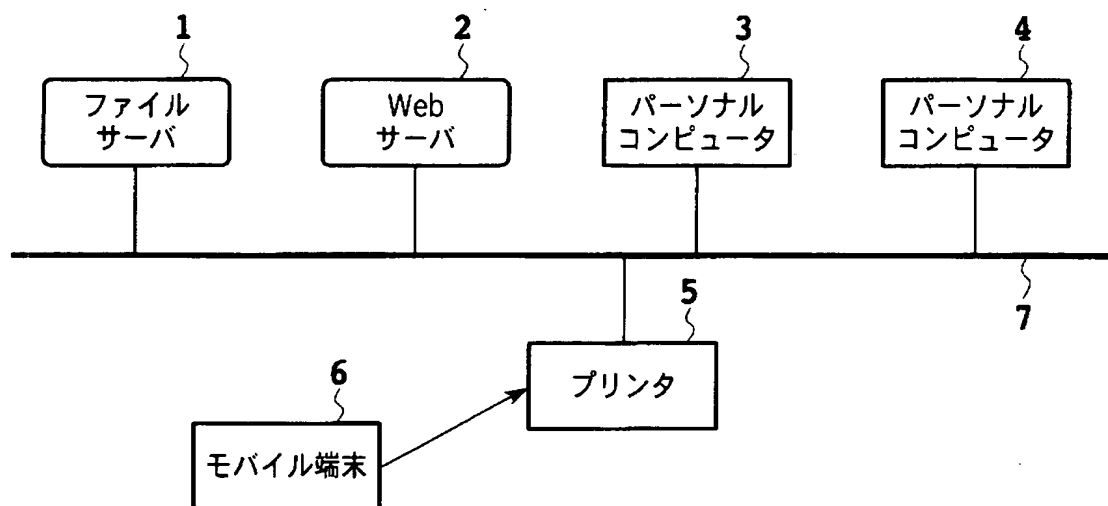 1
2
3
4
ファイル
サーバ
Web
サーバ
パーソナル
コンピュータ
パーソナル
コンピュータ
5
7
プリンタ
6
モバイル端末